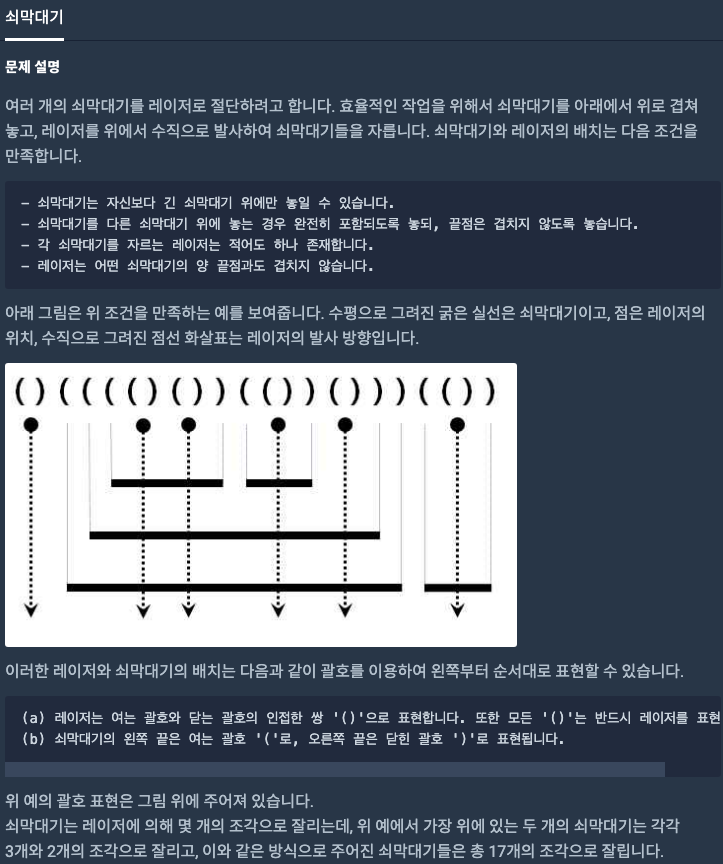 쇠막대기
문제 설명
여러 개의 쇠막대기를 레이저로 절단하려고 합니다. 효율적인 작업을 위해서 쇠막대기를 아래에서 위로 겹쳐
놓고, 레이저를 위에서 수직으로 발사하여 쇠막대기들을 자릅니다. 쇠막대기와 레이저의 배치는 다음 조건을
만족합니다.
- 쇠막대기는 자신보다 긴 쇠막대기 위에만 놓일 수 있습니다.
- 쇠막대기를 다른 쇠막대기 위에 놓는 경우 완전히 포함되도록 놓되, 끝점은 겹치지 않도록 놓습니다.
- 각 쇠막대기를 자르는 레이저는 적어도 하나 존재합니다.
- 레이저는 어떤 쇠막대기의 양 끝점과도 겹치지 않습니다.
아래 그림은 위 조건을 만족하는 예를 보여줍니다. 수평으로 그려진 굵은 실선은 쇠막대기이고, 점은 레이저의
위치, 수직으로 그려진 점선 화살표는 레이저의 발사 방향입니다.
( ) ( ( ( ( ) ( ) ) ( ( ) ) ( ) ) ) ( ( ) )
이러한 레이저와 쇠막대기의 배치는 다음과 같이 괄호를 이용하여 왼쪽부터 순서대로 표현할 수 있습니다.
(a) 레이저는 여는 괄호와 닫는 괄호의 인접한 쌍 '()'으로 표현합니다. 또한 모든 '()'는 반드시 레이저를 표현
(b) 쇠막대기의 왼쪽 끝은 여는 괄호 '('로, 오른쪽 끝은 닫힌 괄호 ')'로 표현됩니다.
위 예의 괄호 표현은 그림 위에 주어져 있습니다.
쇠막대기는 레이저에 의해 몇 개의 조각으로 잘리는데, 위 예에서 가장 위에 있는 두 개의 쇠막대기는 각각
3개와 2개의 조각으로 잘리고, 이와 같은 방식으로 주어진 쇠막대기들은 총 17개의 조각으로 잘립니다.